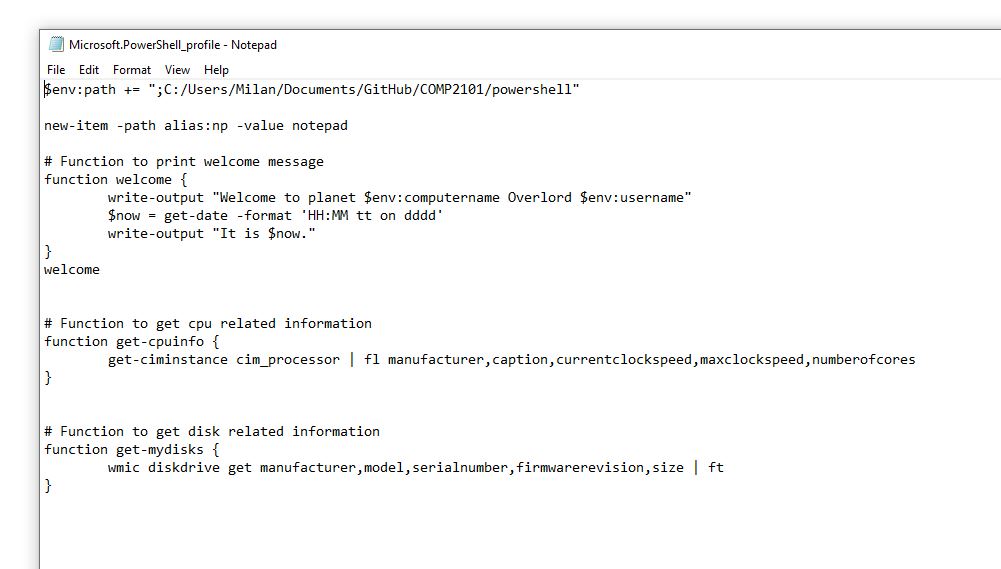 Microsoft.PowerShell_profile - Notepad
File Edit Format View Help
$env:path += ";C:/Users/Milan/Documents/GitHub/COMP2101/powershell"
new-item -path alias:np -value notepad
# Function to print welcome message
function welcome {
write-output "Welcome to planet $env:computername Overlord $env:username"
$now = get-date -format 'HH:MM tt on dddd'
write-output "It is $now."
}
welcome
# Function to get cpu related information
function get-cpuinfo {
get-ciminstance cim_processor | fl manufacturer,caption,currentclockspeed,maxclockspeed,numberofcores
}
# Function to get disk related information
function get-mydisks {
wmic diskdrive get manufacturer,model,serialnumber,firmwarerevision,size | ft
}